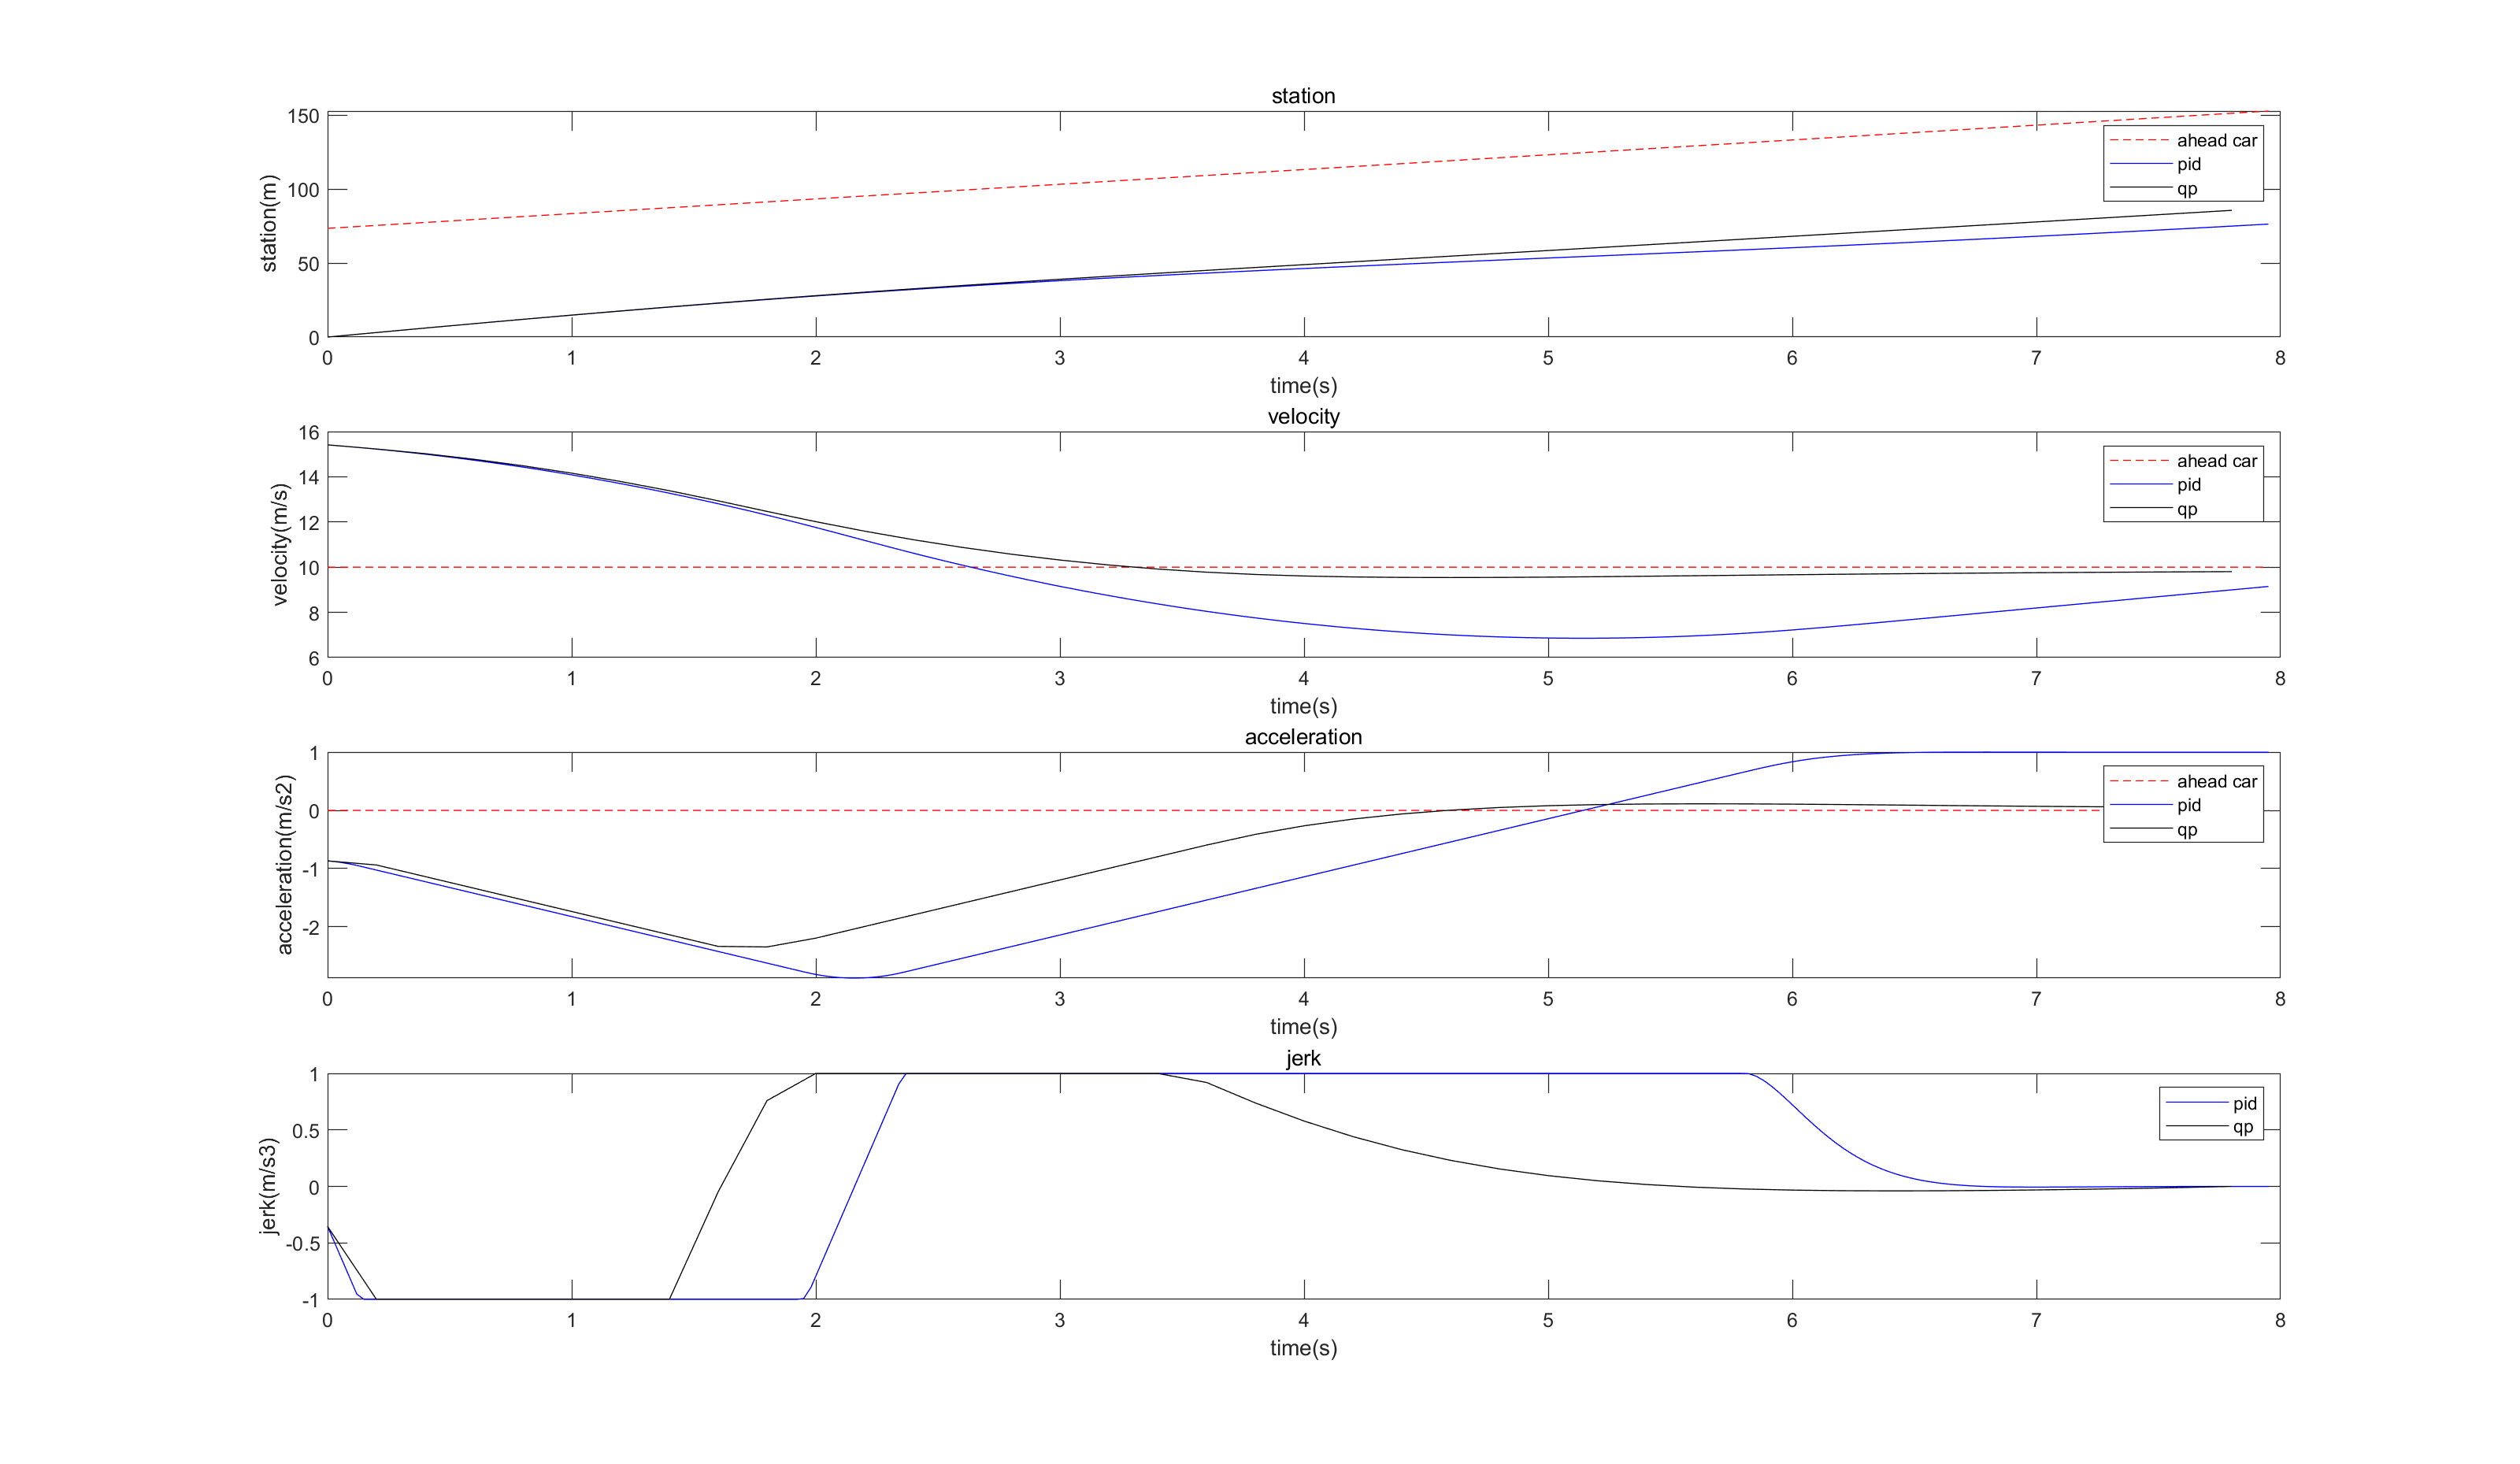 station
150
100
50
0
station(m)
ahead car
pid
qp
0 1 2 3 4 5 6 7 8
time(s)
velocity
16
14
12
10
8
6
velocity(m/s)
ahead car
pid
qp
0 1 2 3 4 5 6 7 8
time(s)
acceleration
1
0
-1
-2
acceleration(m/s2)
ahead car
pid
qp
0 1 2 3 4 5 6 7 8
time(s)
jerk
1
0.5
0
-0.5
-1
jerk(m/s3)
pid
qp
0 1 2 3 4 5 6 7 8
time(s)